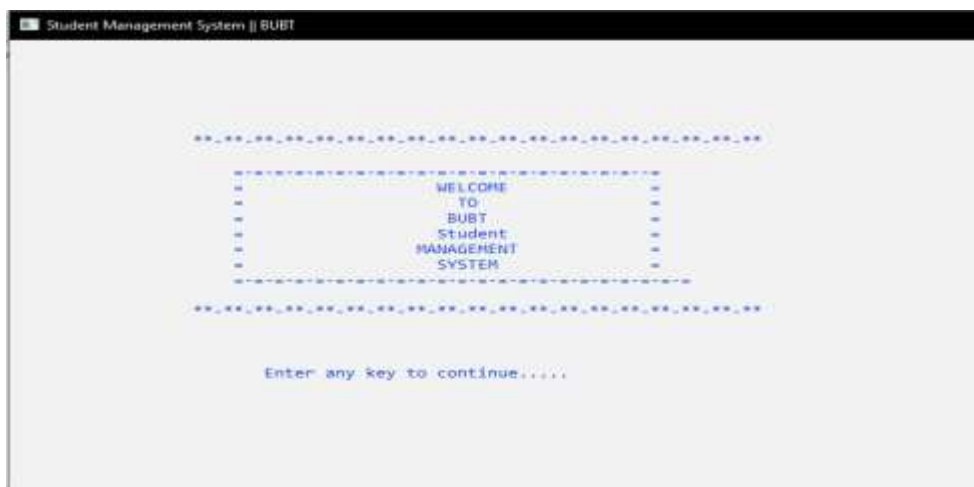 Student Management System || BUBT
**_**_**_**_**_**_**_**_**_**_**_**_**_**_**_**_**_**_**
=-=-=-=-=-=-=-=-=-=-=-=-=-=-=-=-=-=-=-=-=-=
= WELCOME =
= TO =
= BUBT =
= Student =
= MANAGEMENT =
= SYSTEM =
=-=-=-=-=-=-=-=-=-=-=-=-=-=-=-=-=-=-=-=-=-=-=
**_**_**_**_**_**_**_**_**_**_**_**_**_**_**_**_**_**_**
Enter any key to continue.....